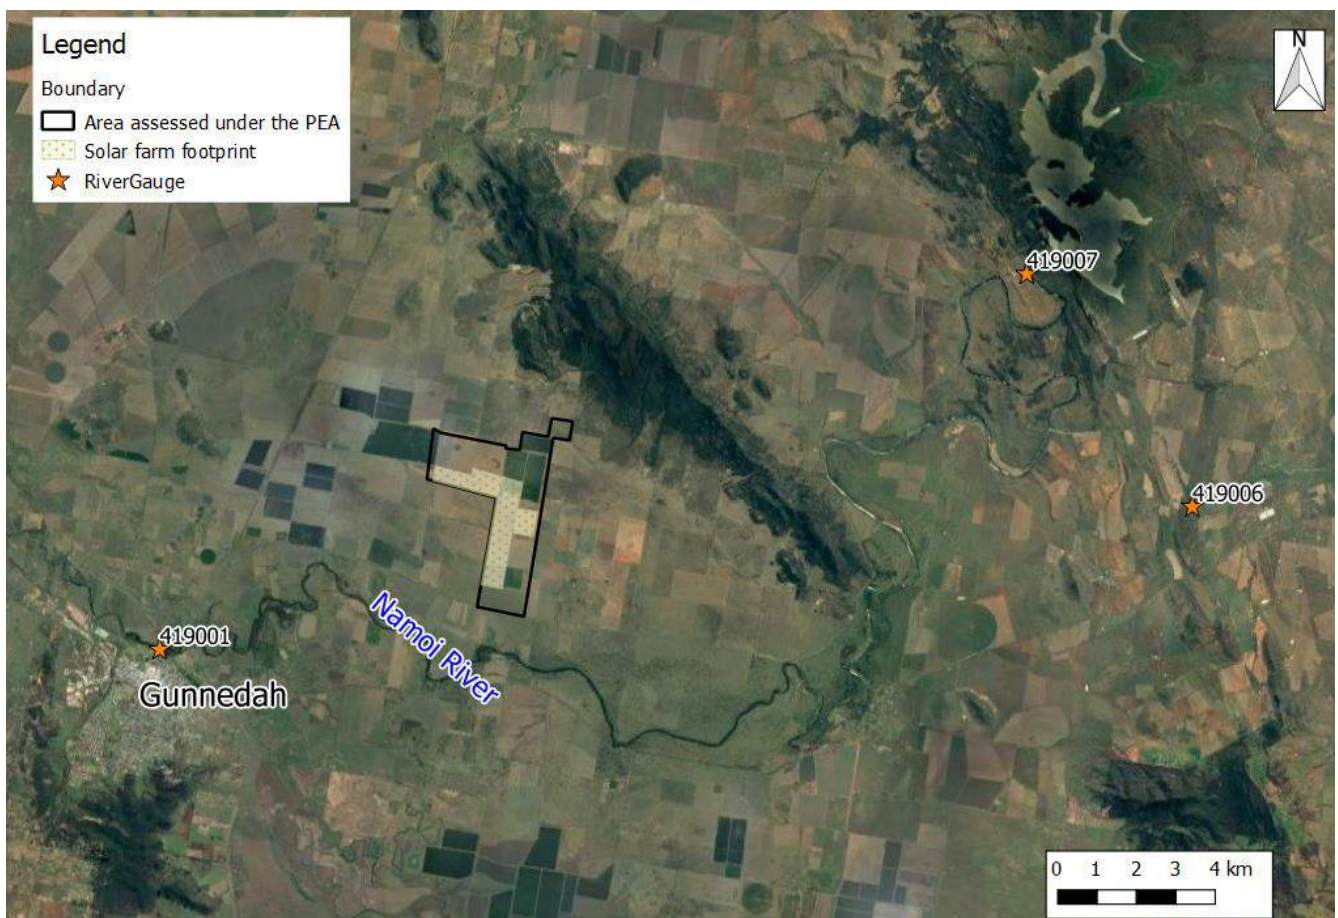 Legend
Boundary
Area assessed under the PEA
Solar farm footprint
RiverGauge
N
419007
419006
Namoi River
419001
Gunnedah
0 1 2 3 4 km